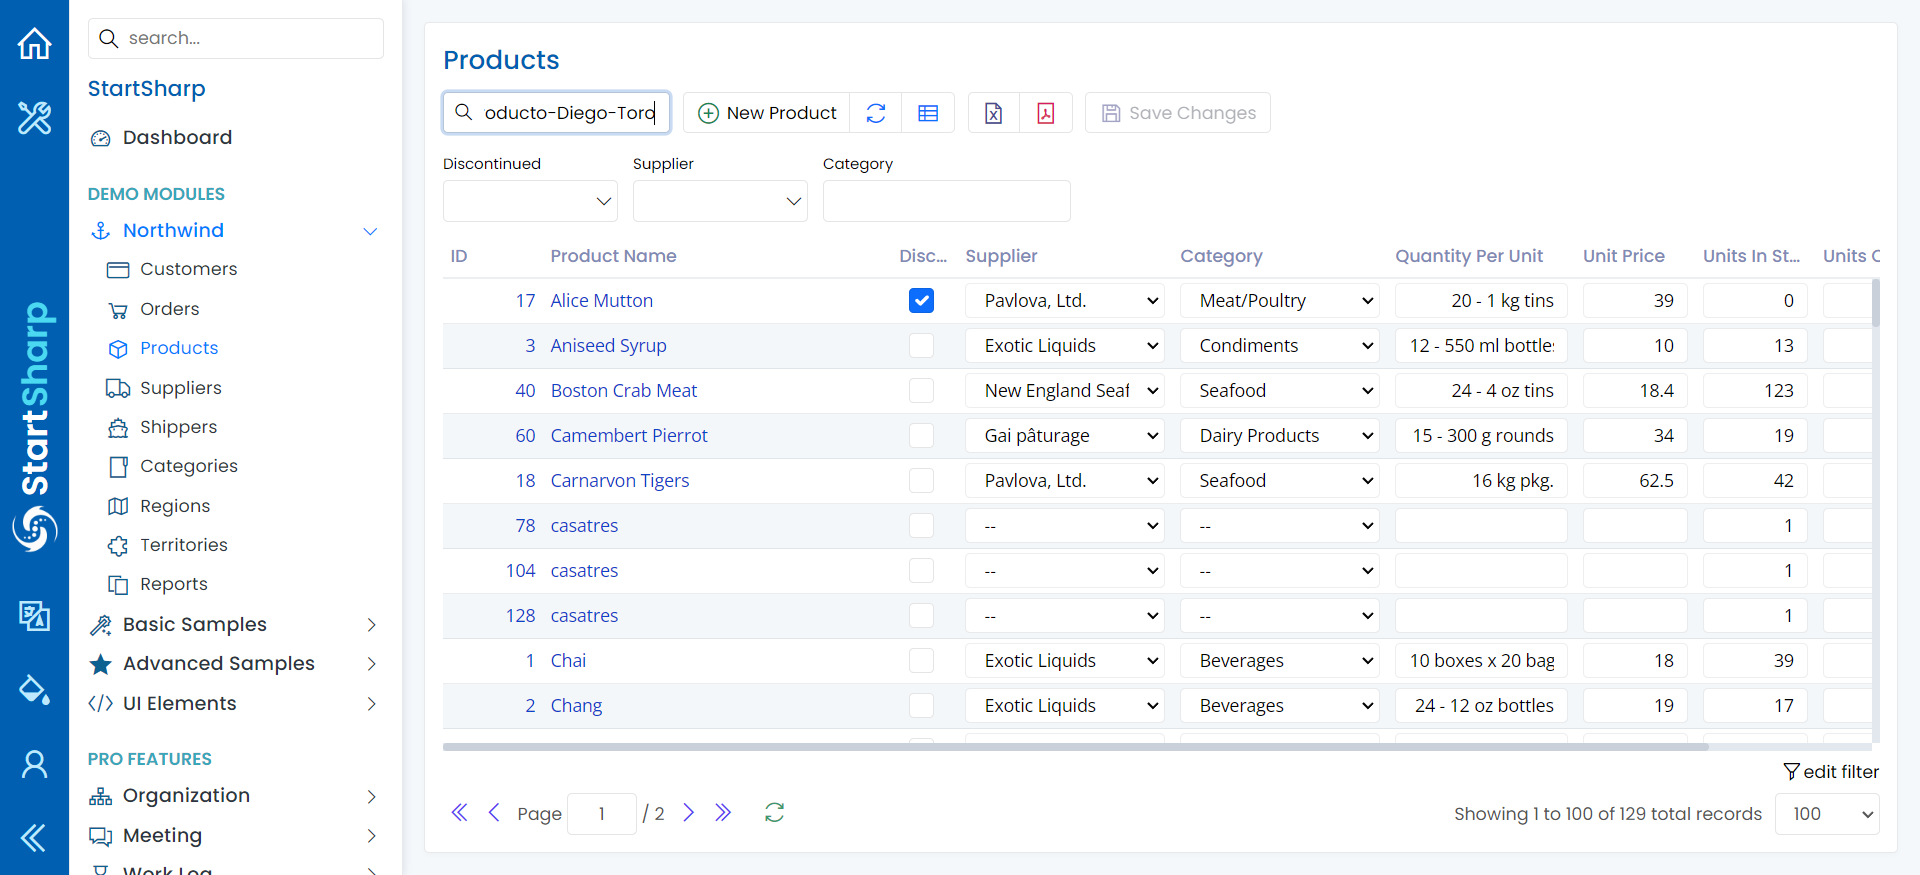 search...
StartSharp
Dashboard
DEMO MODULES
Northwind
Customers
Orders
Products
Suppliers
Shippers
Categories
Regions
Territories
Reports
Basic Samples
Advanced Samples
UI Elements
PRO FEATURES
Organization
Meeting
Work Log
StartSharp
Products
oducto-Diego-Toro
New Product
Save Changes
Discontinued Supplier Category
ID Product Name Disc... Supplier Category Quantity Per Unit Unit Price Units In St... Units O
17 Alice Mutton Pavlova, Ltd. Meat/Poultry 20 - 1 kg tins 39 0
3 Aniseed Syrup Exotic Liquids Condiments 12 - 550 ml bottles 10 13
40 Boston Crab Meat New England Seaf Seafood 24 - 4 oz tins 18.4 123
60 Camembert Pierrot Gai pâturage Dairy Products 15 - 300 g rounds 34 19
18 Carnarvon Tigers Pavlova, Ltd. Seafood 16 kg pkg. 62.5 42
78 casatres -- -- 1
104 casatres -- -- 1
128 casatres -- -- 1
1 Chai Exotic Liquids Beverages 10 boxes x 20 bag 18 39
2 Chang Exotic Liquids Beverages 24 - 12 oz bottles 19 17
edit filter
Page 1 / 2
Showing 1 to 100 of 129 total records 100